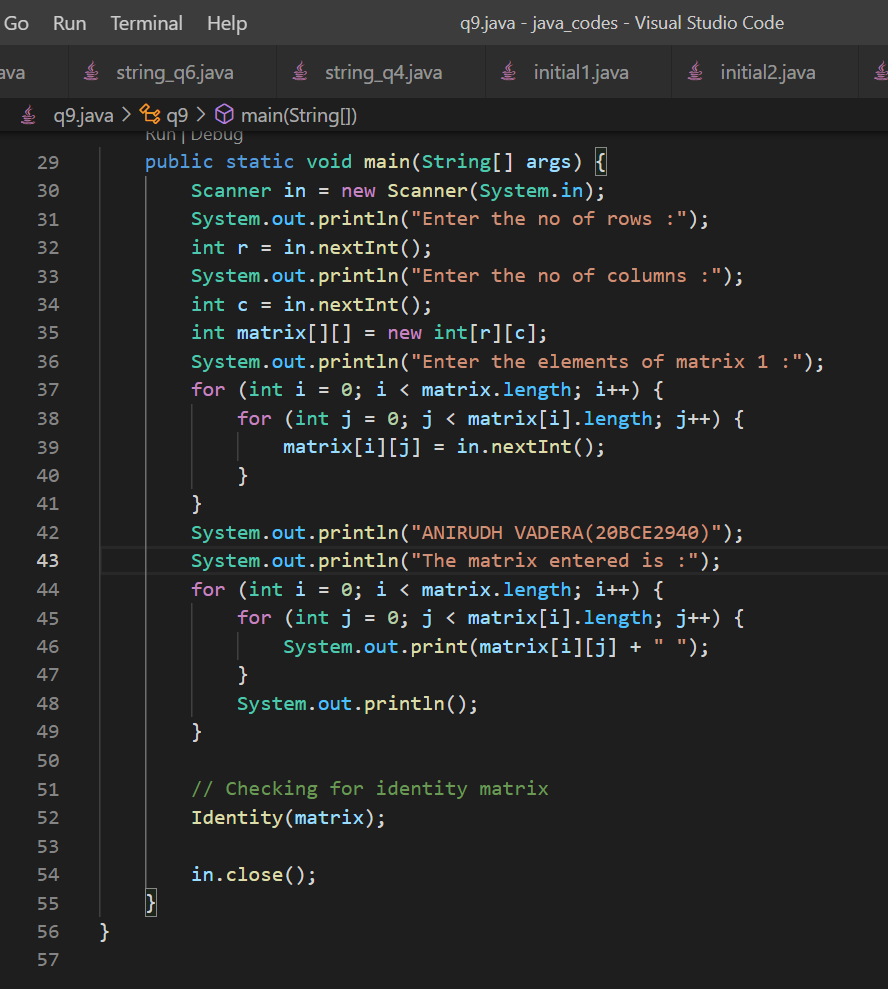 Go Run Terminal Help q9.java - java_codes - Visual Studio Code
ava string_q6.java string_q4.java initial1.java initial2.java
q9.java > q9 > main(String[])
Run | Debug
29 public static void main(String[] args) {
30 Scanner in = new Scanner(System.in);
31 System.out.println("Enter the no of rows :");
32 int r = in.nextInt();
33 System.out.println("Enter the no of columns :");
34 int c = in.nextInt();
35 int matrix[][] = new int[r][c];
36 System.out.println("Enter the elements of matrix 1 :");
37 for (int i = 0; i < matrix.length; i++) {
38 for (int j = 0; j < matrix[i].length; j++) {
39 matrix[i][j] = in.nextInt();
40 }
41 }
42 System.out.println("ANIRUDH VADERA(20BCE2940)");
43 System.out.println("The matrix entered is :");
44 for (int i = 0; i < matrix.length; i++) {
45 for (int j = 0; j < matrix[i].length; j++) {
46 System.out.print(matrix[i][j] + " ");
47 }
48 System.out.println();
49 }
50
51 // Checking for identity matrix
52 Identity(matrix);
53
54 in.close();
55 }
56 }
57